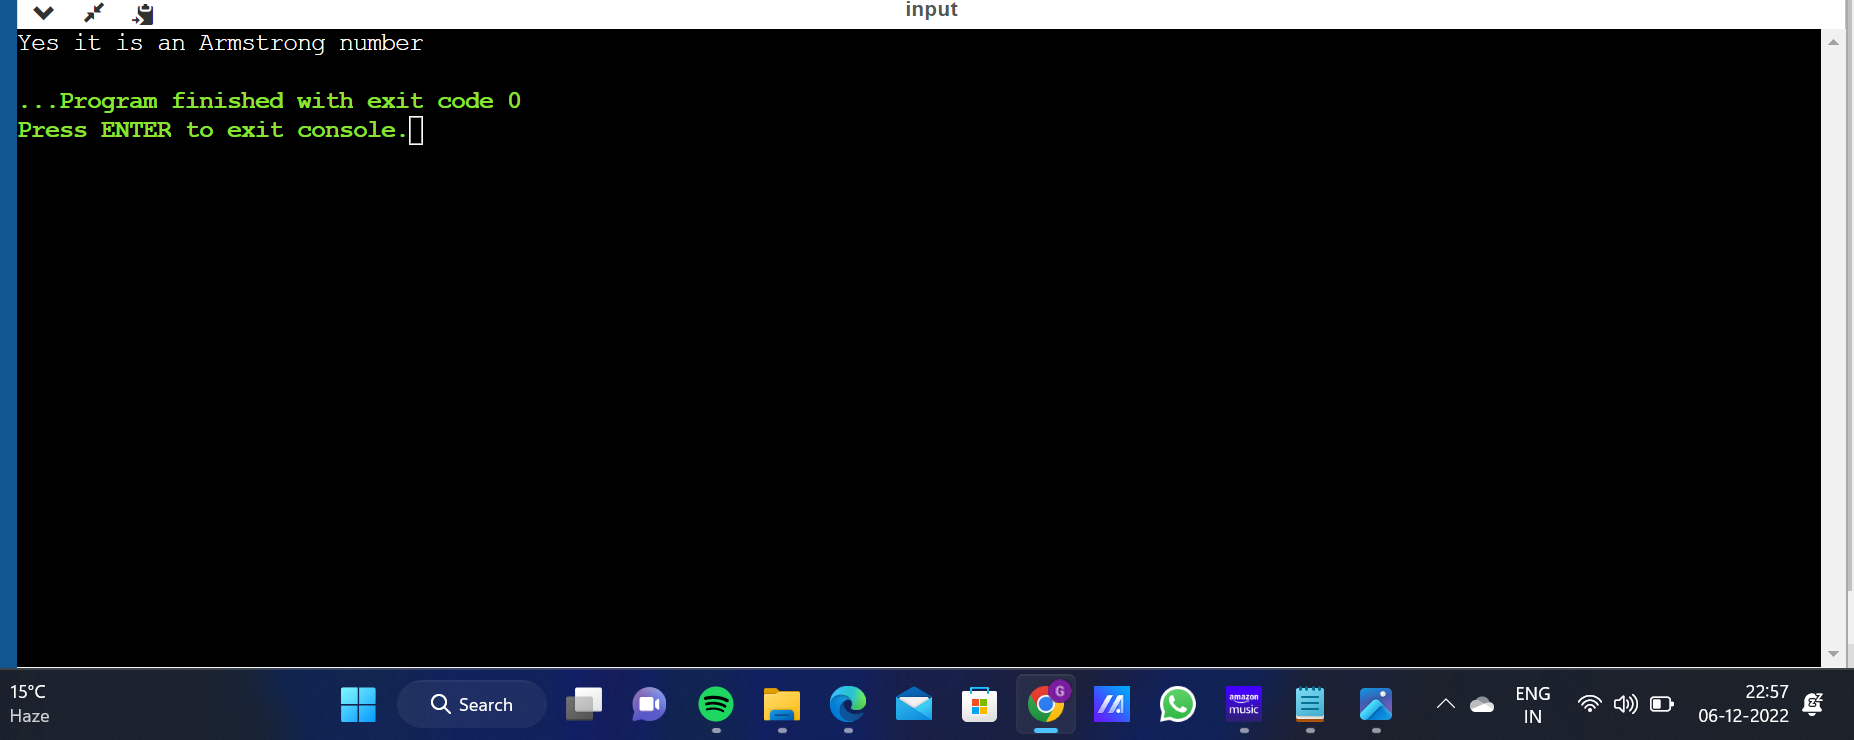 input
Yes it is an Armstrong number
...Program finished with exit code 0
Press ENTER to exit console.
15°C
Haze
Search
G
amazon
music
ENG
IN
22:57
06-12-2022